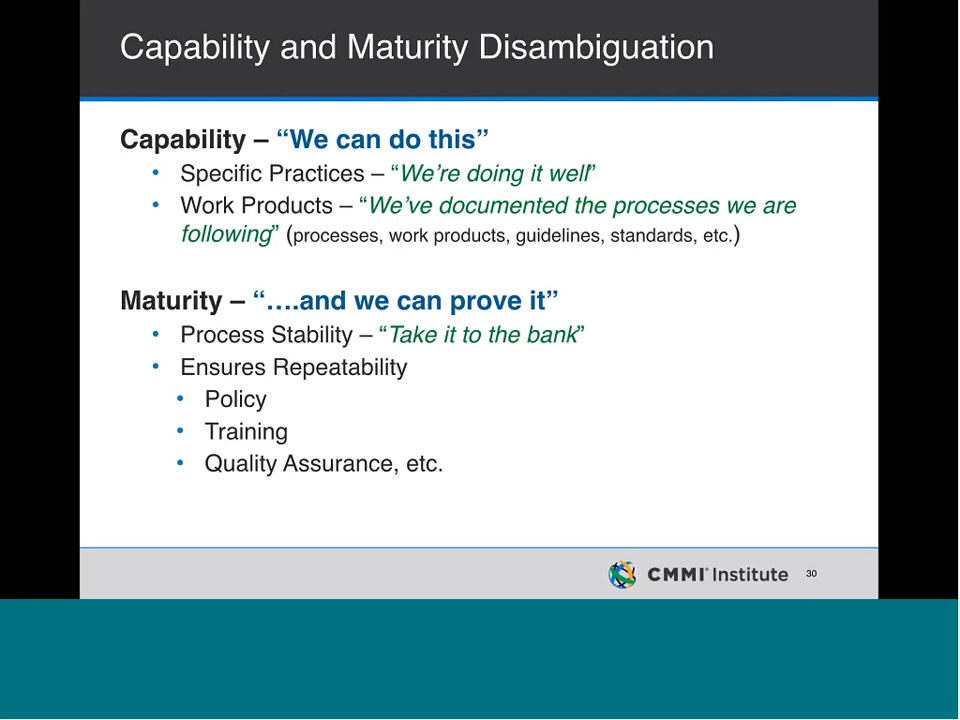 Capability and Maturity Disambiguation
Capability – “We can do this”
• Specific Practices – “We’re doing it well”
• Work Products – “We’ve documented the processes we are
following” (processes, work products, guidelines, standards, etc.)
Maturity – “….and we can prove it”
• Process Stability – “Take it to the bank”
• Ensures Repeatability
• Policy
• Training
• Quality Assurance, etc.
CMMI® Institute 30